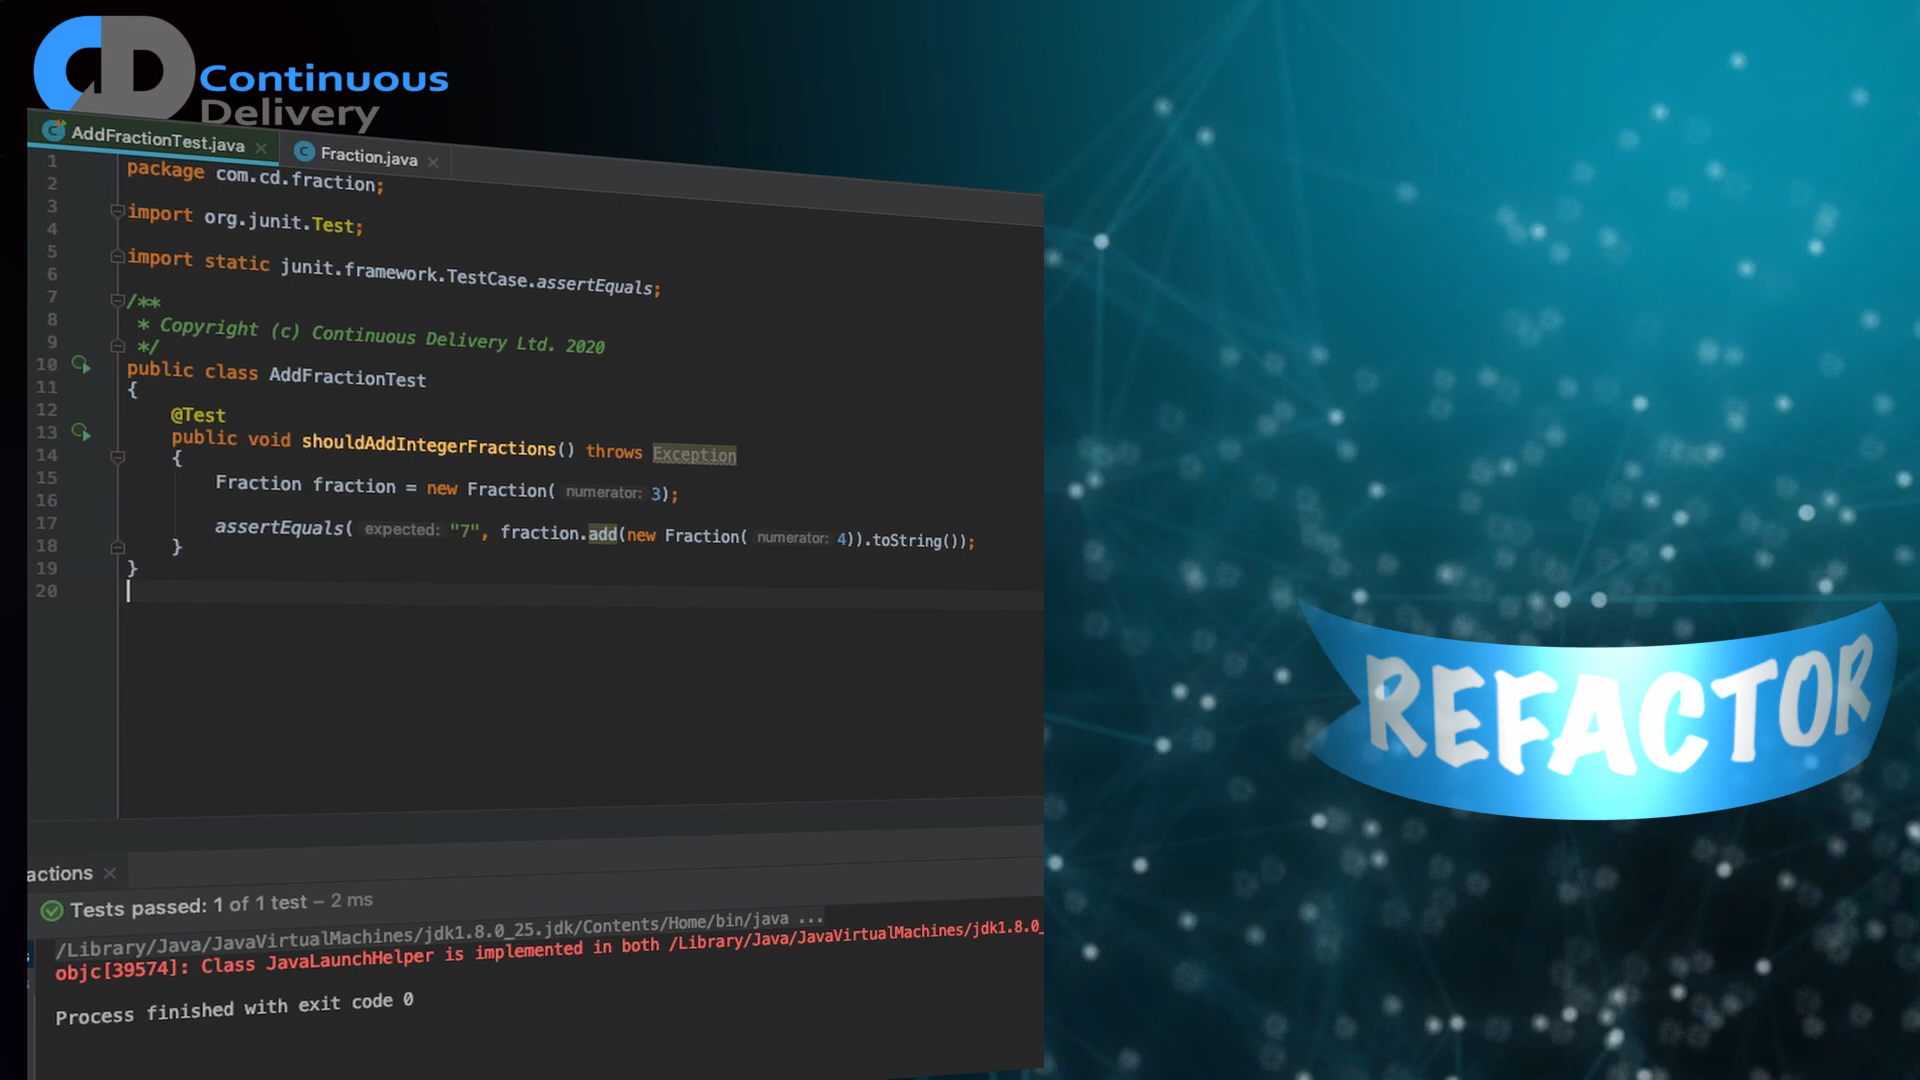 Continuous
Delivery
AddFractionTest.java
Fraction.java
1
package com.cd.fraction;
2
3
import org.junit.Test;
4
5
import static junit.framework.TestCase.assertEquals;
6
7
/**
8
* Copyright (c) Continuous Delivery Ltd. 2020
9
*/
10
public class AddFractionTest
11
{
12
@Test
13
public void shouldAddIntegerFractions() throws Exception
14
{
15
Fraction fraction = new Fraction( numerator: 3);
16
17
assertEquals( expected: "7", fraction.add(new Fraction( numerator: 4)).toString());
18
}
19
}
20
REFACTOR
actions
Tests passed: 1 of 1 test – 2 ms
/Library/Java/JavaVirtualMachines/jdk1.8.0_25.jdk/Contents/Home/bin/java ...
objc[39574]: Class JavaLaunchHelper is implemented in both /Library/Java/JavaVirtualMachines/jdk1.8.0_
Process finished with exit code 0